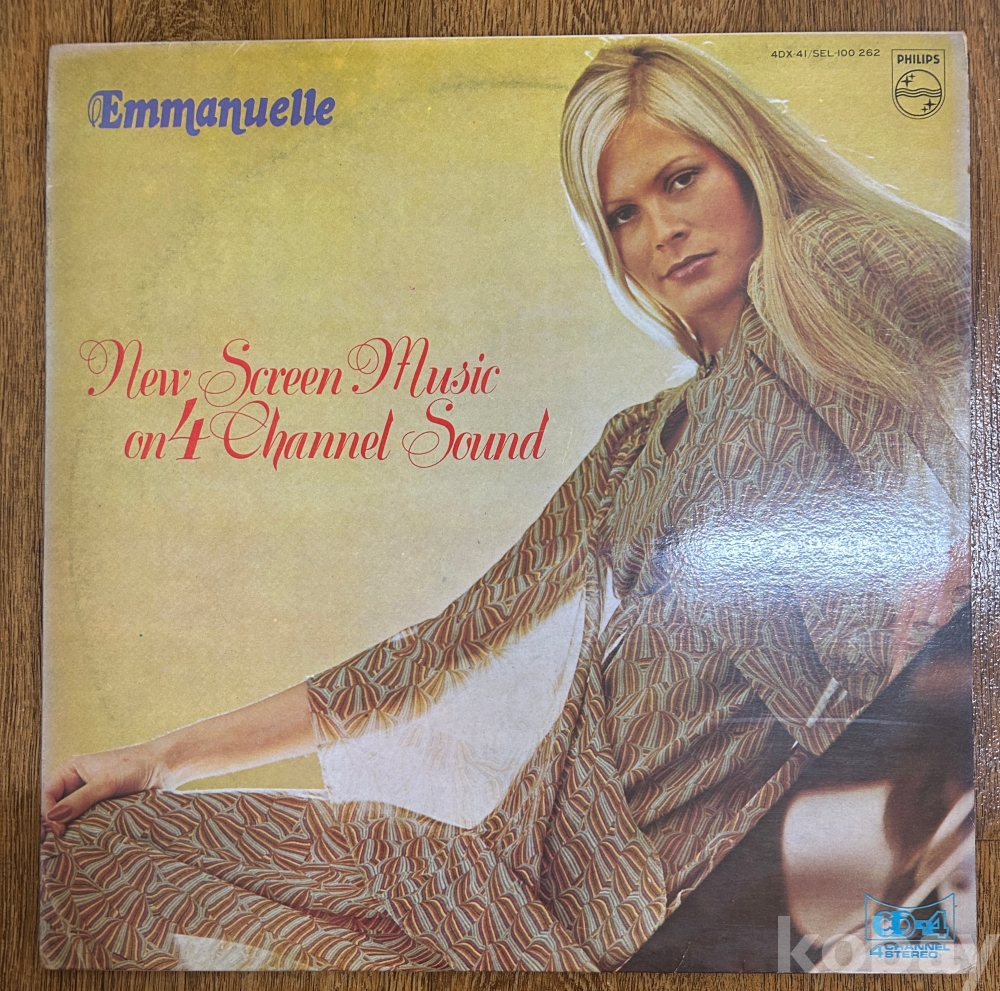 4DX-41/SEL-100 262
PHILIPS
Emmanuelle
New Screen Music
on 4 Channel Sound
CD-4
4 CHANNEL
STEREO
kobay